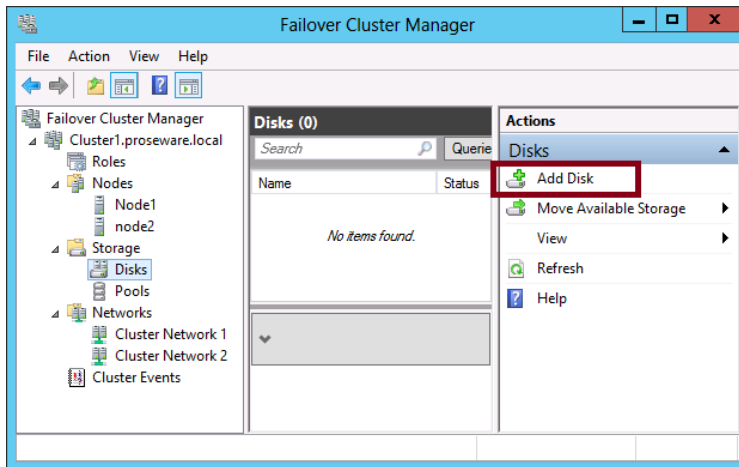 Failover Cluster Manager
File Action View Help
Failover Cluster Manager
Cluster1.proseware.local
Roles
Nodes
Node1
node2
Storage
Disks
Pools
Networks
Cluster Network 1
Cluster Network 2
Cluster Events
Disks (0)
Search Querie
Name Status
No items found.
Actions
Disks
Add Disk
Move Available Storage
View
Refresh
Help